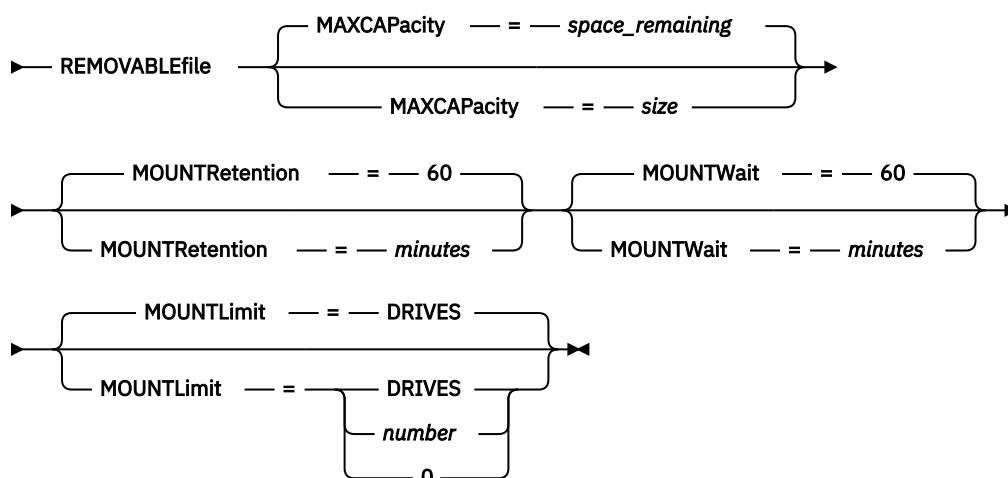 MAXCAPacity = space_remaining
REMOVABLEfile
MAXCAPacity = size
MOUNTRetention = 60 MOUNTWait = 60
MOUNTRetention = minutes MOUNTWait = minutes
MOUNTLimit = DRIVES
MOUNTLimit = DRIVES
number
0